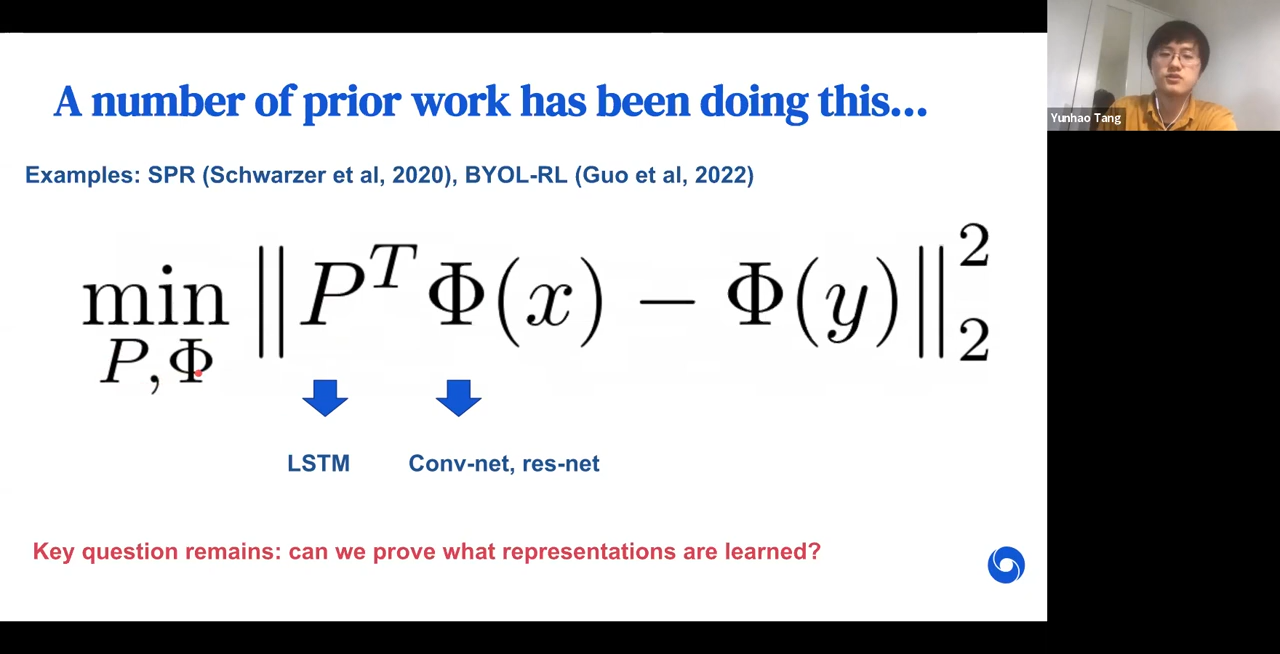 A number of prior work has been doing this...
Yunhao Tang
Examples: SPR (Schwarzer et al, 2020), BYOL-RL (Guo et al, 2022)
min_{P,Φ} ‖P^T Φ(x) − Φ(y)‖_2^2
LSTM
Conv-net, res-net
Key question remains: can we prove what representations are learned?